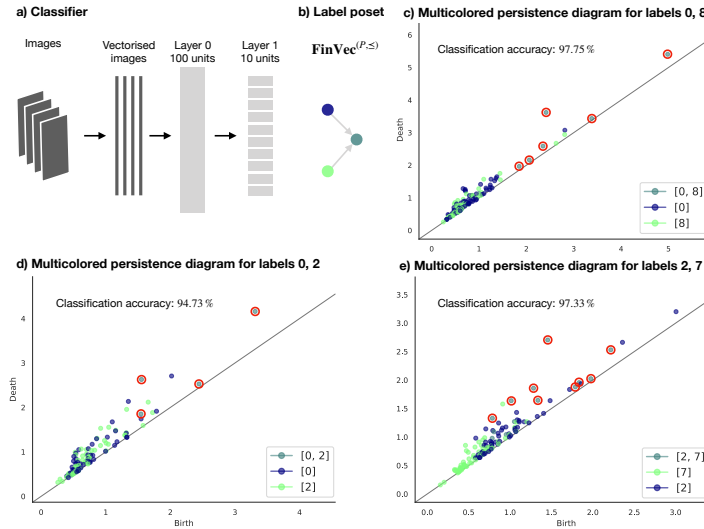 a) Classifier
Images
Vectorised
images
Layer 0
100 units
Layer 1
10 units
b) Label poset
FinVec^(P,⪯)
c) Multicolored persistence diagram for labels 0, 8
Classification accuracy: 97.75 %
Death
6
5
4
3
2
1
0
0
1
2
3
4
5
[0, 8]
[0]
[8]
d) Multicolored persistence diagram for labels 0, 2
Classification accuracy: 94.73 %
Death
4
3
2
1
0
0
1
2
3
4
Birth
[0, 2]
[0]
[2]
e) Multicolored persistence diagram for labels 2, 7
Classification accuracy: 97.33 %
Death
3.5
3.0
2.5
2.0
1.5
1.0
0.5
0.0
0.0
0.5
1.0
1.5
2.0
2.5
3.0
Birth
[2, 7]
[7]
[2]